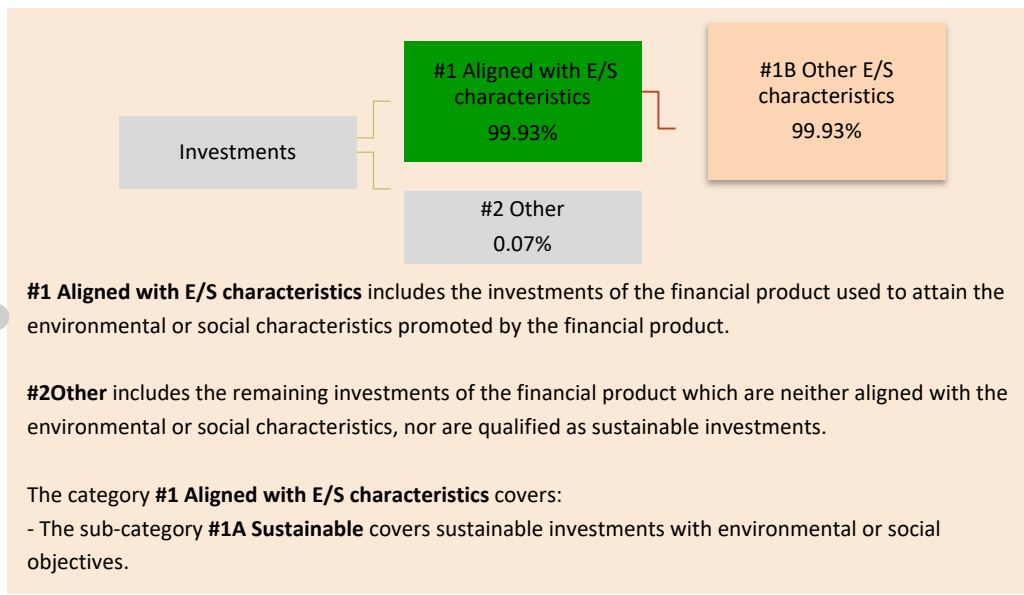 #1 Aligned with E/S
characteristics
99.93%
#1B Other E/S
characteristics
99.93%
Investments
#2 Other
0.07%
#1 Aligned with E/S characteristics includes the investments of the financial product used to attain the
environmental or social characteristics promoted by the financial product.
#2Other includes the remaining investments of the financial product which are neither aligned with the
environmental or social characteristics, nor are qualified as sustainable investments.
The category #1 Aligned with E/S characteristics covers:
- The sub-category #1A Sustainable covers sustainable investments with environmental or social
objectives.